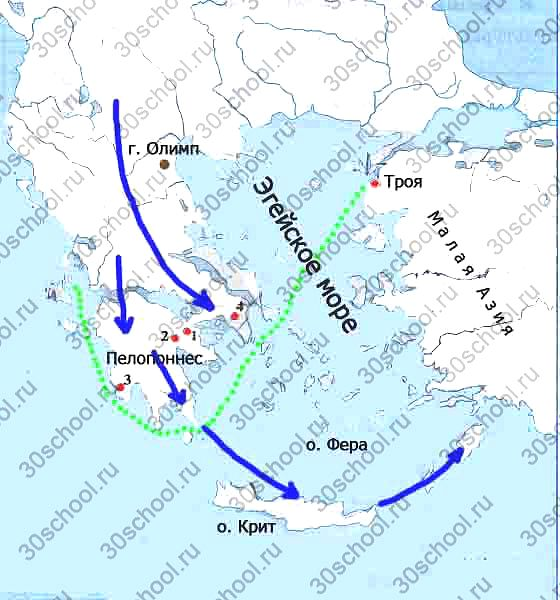 г. Олимп
Троя
Эгейское море
Малая Азия
4
2
1
Пелопоннес
3
о. Фера
о. Крит
30school.ru